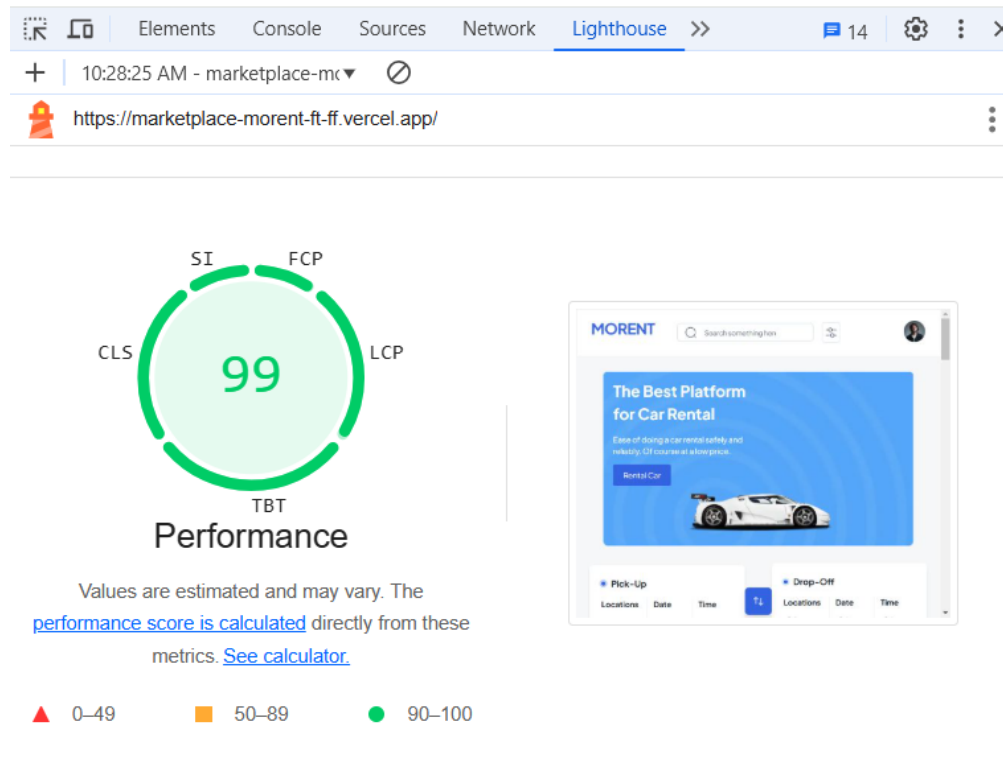 Elements Console Sources Network Lighthouse 14
10:28:25 AM - marketplace-mo
https://marketplace-morent-ft-ff.vercel.app/
SI FCP
CLS LCP
99
TBT
Performance
Values are estimated and may vary. The
performance score is calculated directly from these
metrics. See calculator.
0–49 50–89 90–100
MORENT Search something here
The Best Platform
for Car Rental
Ease of doing a car rental safely and
reliably. Of course at a low price.
Rental Car
Pick-Up Drop-Off
Locations Date Time Locations Date Time